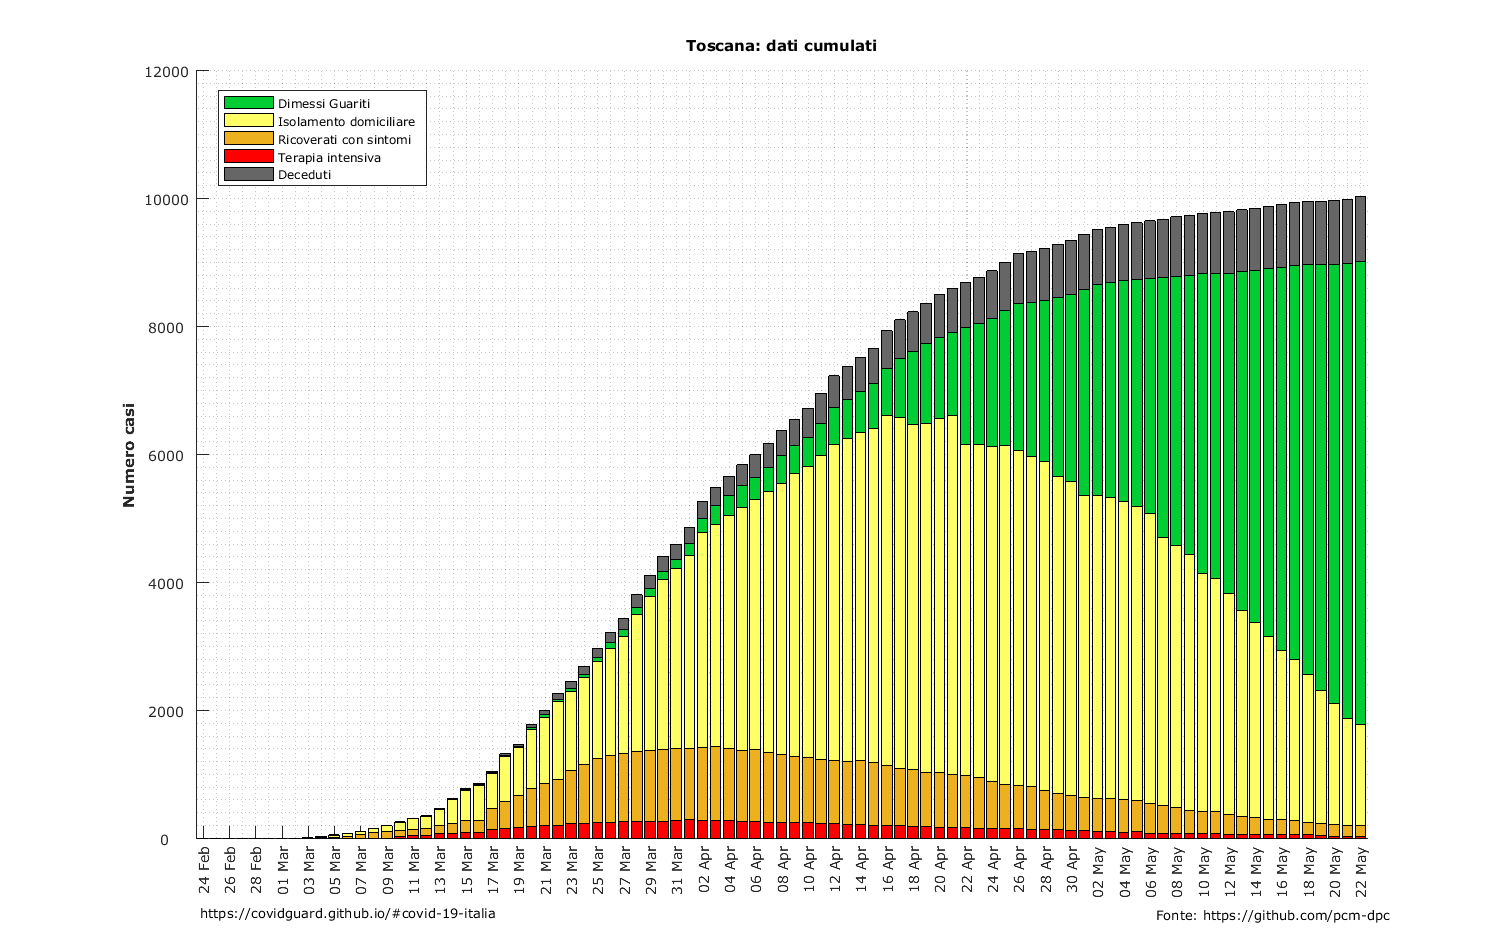 Toscana: dati cumulati
12000
10000
8000
6000
4000
2000
0
Numero casi
Dimessi Guariti
Isolamento domiciliare
Ricoverati con sintomi
Terapia intensiva
Deceduti
24 Feb
26 Feb
28 Feb
01 Mar
03 Mar
05 Mar
07 Mar
09 Mar
11 Mar
13 Mar
15 Mar
17 Mar
19 Mar
21 Mar
23 Mar
25 Mar
27 Mar
29 Mar
31 Mar
02 Apr
04 Apr
06 Apr
08 Apr
10 Apr
12 Apr
14 Apr
16 Apr
18 Apr
20 Apr
22 Apr
24 Apr
26 Apr
28 Apr
30 Apr
02 May
04 May
06 May
08 May
10 May
12 May
14 May
16 May
18 May
20 May
22 May
https://covidguard.github.io/#covid-19-italia
Fonte: https://github.com/pcm-dpc